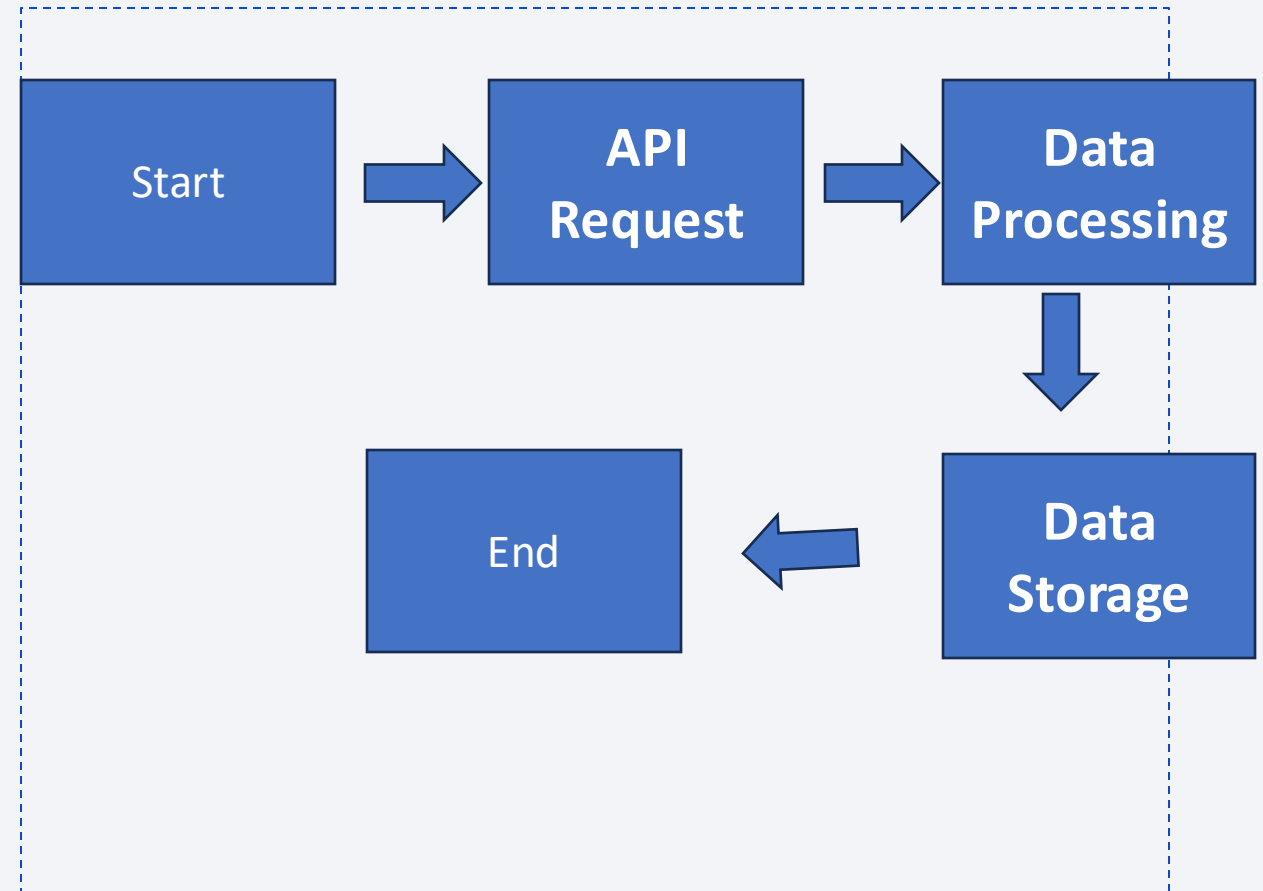 Start
API
Request
Data
Processing
End
Data
Storage